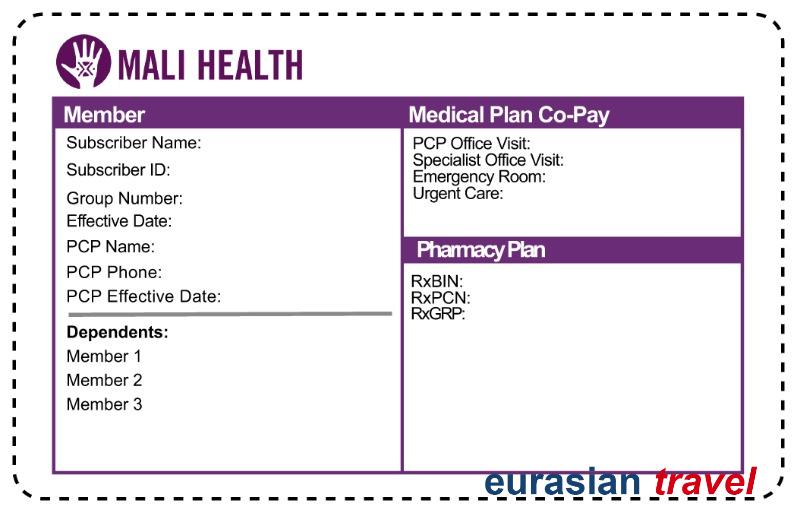 MALI HEALTH
Member
Subscriber Name:
Subscriber ID:
Group Number:
Effective Date:
PCP Name:
PCP Phone:
PCP Effective Date:
Dependents:
Member 1
Member 2
Member 3
Medical Plan Co-Pay
PCP Office Visit:
Specialist Office Visit:
Emergency Room:
Urgent Care:
Pharmacy Plan
RxBIN:
RxPCN:
RxGRP:
eurasian travel